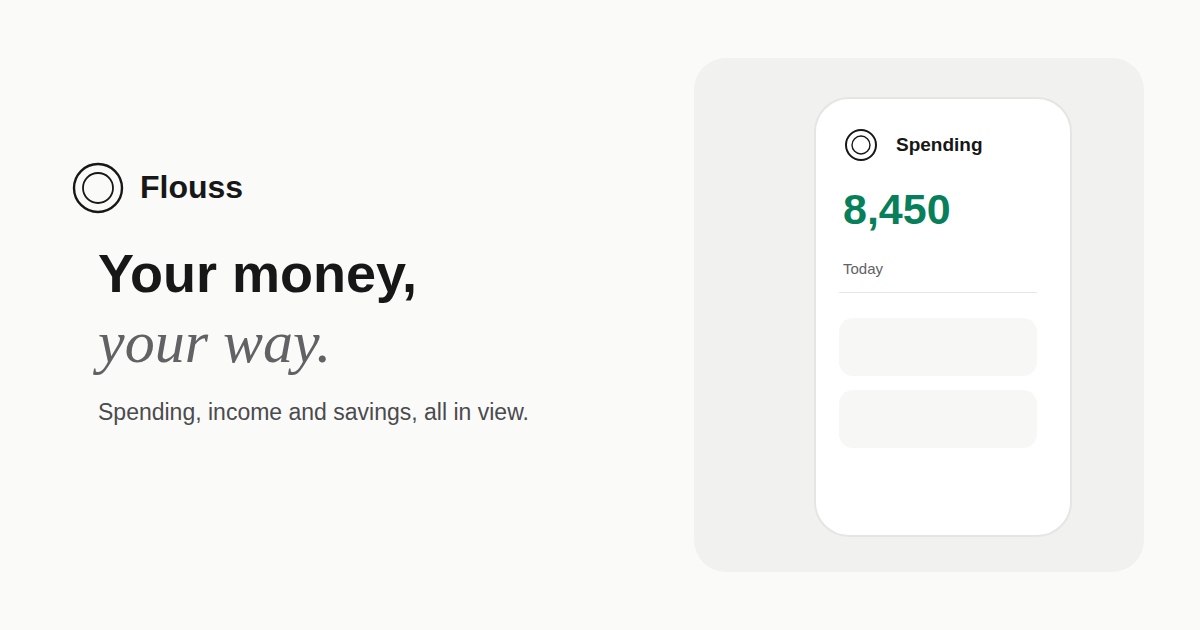 Flouss
Your money,
your way.
Spending, income and savings, all in view.
Spending
8,450
Today